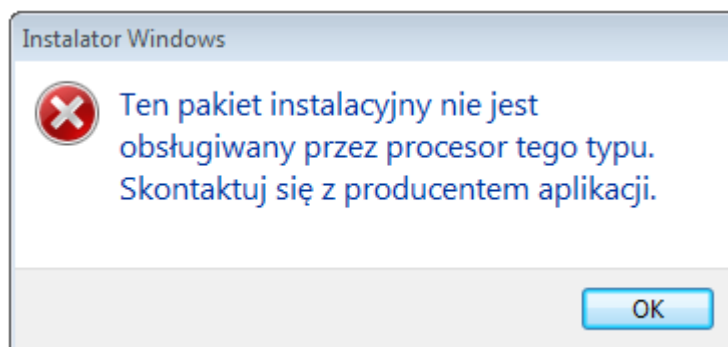 Instalator Windows
Ten pakiet instalacyjny nie jest
obsługiwany przez procesor tego typu.
Skontaktuj się z producentem aplikacji.
OK